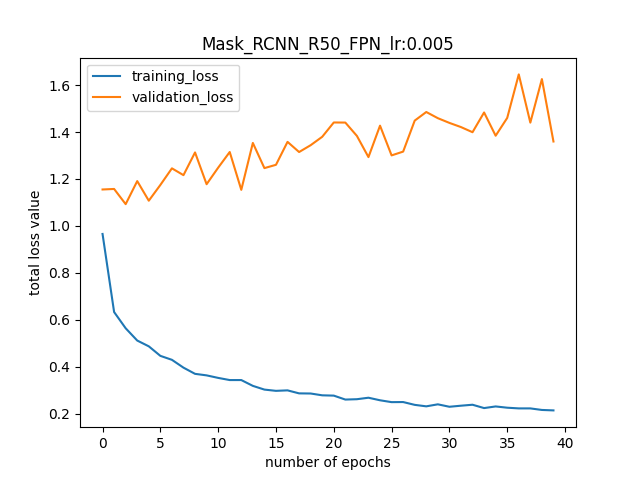 Mask_RCNN_R50_FPN_lr:0.005
training_loss
validation_loss
total loss value
1.6
1.4
1.2
1.0
0.8
0.6
0.4
0.2
0 5 10 15 20 25 30 35 40
number of epochs